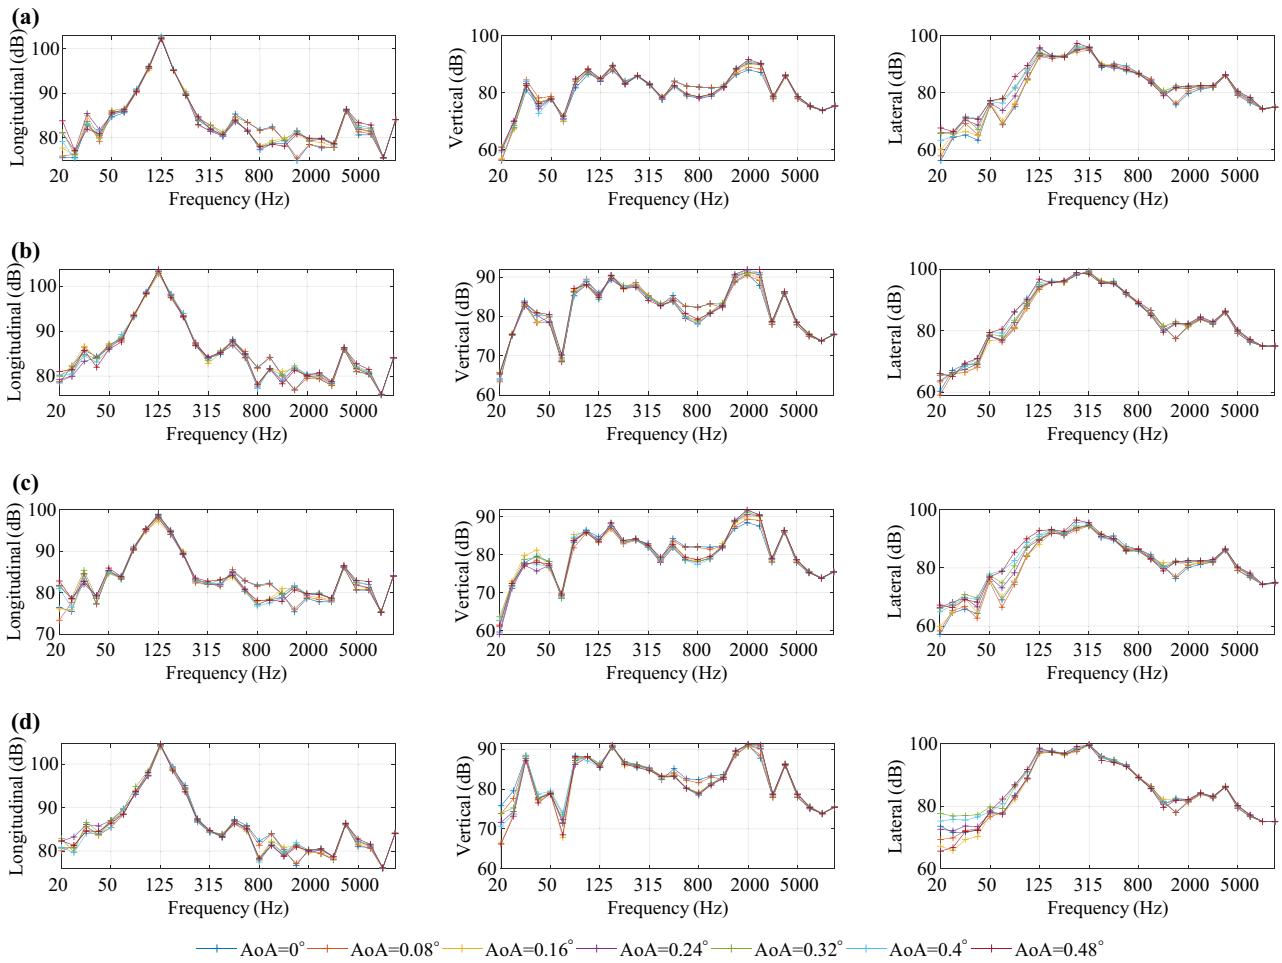 (a)
100
90
80
Longitudinal (dB)
20 50 125 315 800 2000 5000
Frequency (Hz)
100
80
60
Vertical (dB)
20 50 125 315 800 2000 5000
Frequency (Hz)
100
80
60
Lateral (dB)
20 50 125 315 800 2000 5000
Frequency (Hz)
(b)
100
90
80
Longitudinal (dB)
20 50 125 315 800 2000 5000
Frequency (Hz)
90
80
70
60
Vertical (dB)
20 50 125 315 800 2000 5000
Frequency (Hz)
100
80
60
Lateral (dB)
20 50 125 315 800 2000 5000
Frequency (Hz)
(c)
100
90
80
70
Longitudinal (dB)
20 50 125 315 800 2000 5000
Frequency (Hz)
90
80
70
60
Vertical (dB)
20 50 125 315 800 2000 5000
Frequency (Hz)
100
80
60
Lateral (dB)
20 50 125 315 800 2000 5000
Frequency (Hz)
(d)
100
90
80
Longitudinal (dB)
20 50 125 315 800 2000 5000
Frequency (Hz)
90
80
70
60
Vertical (dB)
20 50 125 315 800 2000 5000
Frequency (Hz)
100
80
60
Lateral (dB)
20 50 125 315 800 2000 5000
Frequency (Hz)
AoA=0° AoA=0.08° AoA=0.16° AoA=0.24° AoA=0.32° AoA=0.4° AoA=0.48°